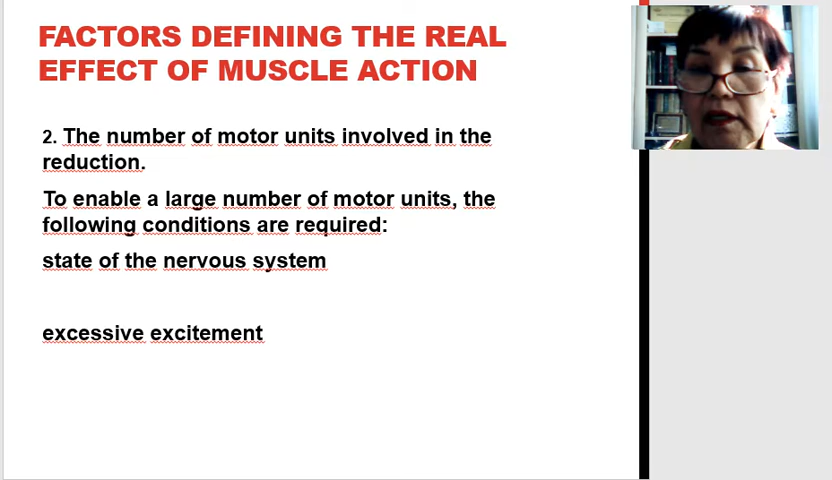 FACTORS DEFINING THE REAL
EFFECT OF MUSCLE ACTION
2. The number of motor units involved in the
reduction.
To enable a large number of motor units, the
following conditions are required:
state of the nervous system
excessive excitement